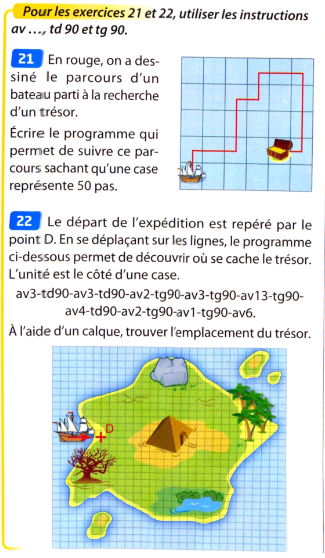 Pour les exercices 21 et 22, utiliser les instructions
av ..., td 90 et tg 90.
21 En rouge, on a des-
siné le parcours d'un
bateau parti à la recherche
d'un trésor.
Écrire le programme qui
permet de suivre ce par-
cours sachant qu'une case
représente 50 pas.
22 Le départ de l'expédition est repéré par le
point D. En se déplaçant sur les lignes, le programme
ci-dessous permet de découvrir où se cache le trésor.
L'unité est le côté d'une case.
av3-td90-av3-td90-av2-tg90-av3-tg90-av13-tg90-
av4-td90-av2-tg90-av1-tg90-av6.
À l'aide d'un calque, trouver l'emplacement du trésor.
D